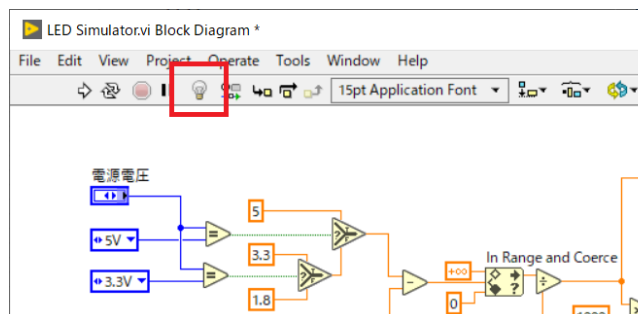 LED Simulator.vi Block Diagram *
File Edit View Project Operate Tools Window Help
15pt Application Font
電源電圧
5
5V
3.3
3.3V
1.8
In Range and Coerce
+∞
0